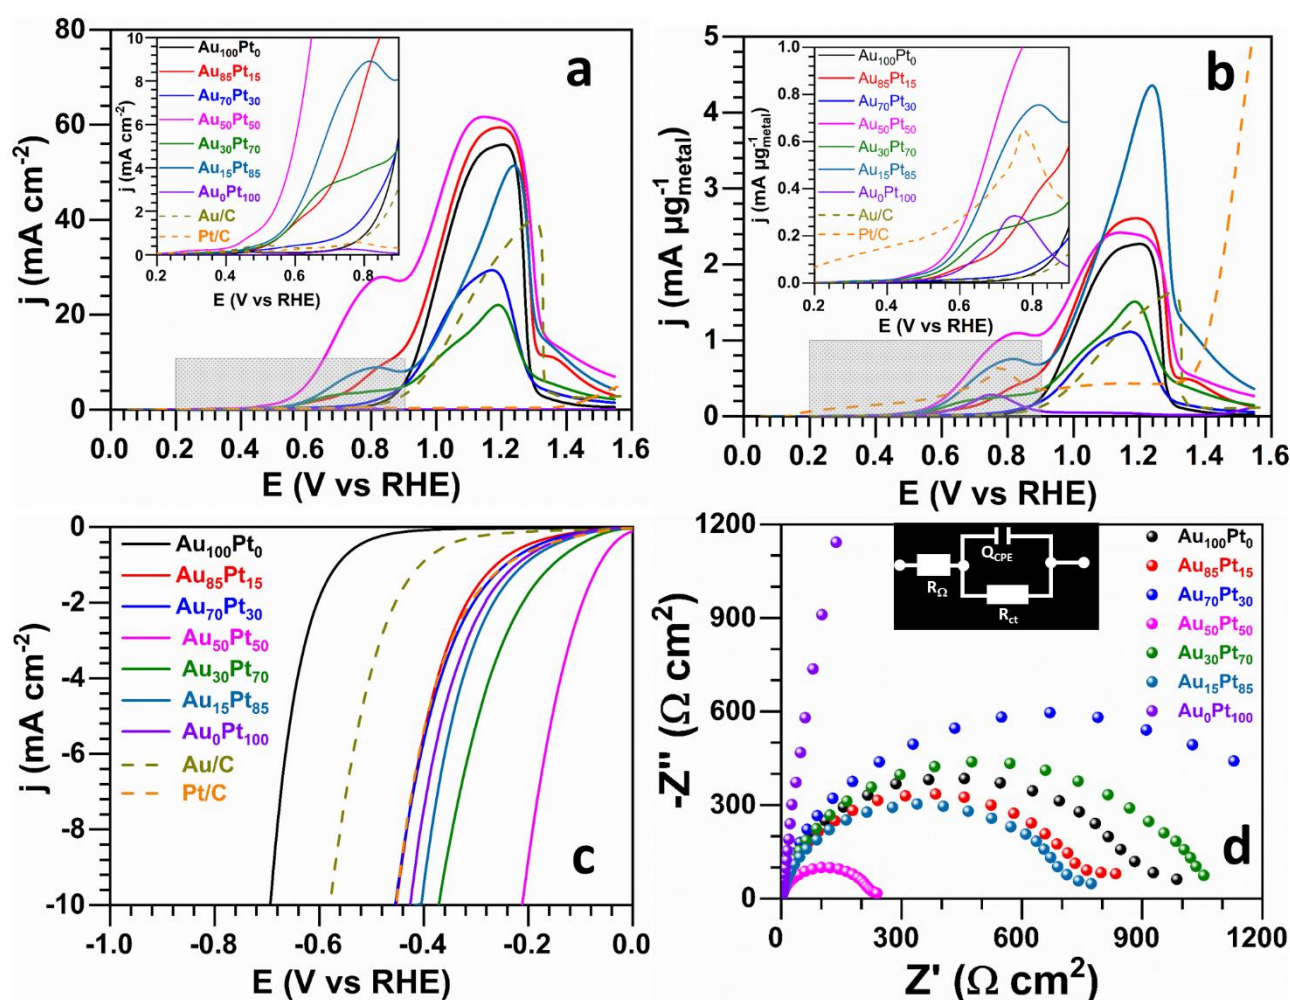 a
j (mA cm⁻²)
80
60
40
20
0
0.0 0.2 0.4 0.6 0.8 1.0 1.2 1.4 1.6
E (V vs RHE)
j (mA cm⁻²)
10
8
6
4
2
0
0.2 0.4 0.6 0.8
E (V vs RHE)
Au₁₀₀Pt₀
Au₈₅Pt₁₅
Au₇₀Pt₃₀
Au₅₀Pt₅₀
Au₃₀Pt₇₀
Au₁₅Pt₈₅
Au₀Pt₁₀₀
Au/C
Pt/C
b
j (mA µg⁻¹metal)
5
4
3
2
1
0
0.0 0.2 0.4 0.6 0.8 1.0 1.2 1.4 1.6
E (V vs RHE)
j (mA µg⁻¹metal)
1.0
0.8
0.6
0.4
0.2
0.0
0.2 0.4 0.6 0.8
E (V vs RHE)
Au₁₀₀Pt₀
Au₈₅Pt₁₅
Au₇₀Pt₃₀
Au₅₀Pt₅₀
Au₃₀Pt₇₀
Au₁₅Pt₈₅
Au₀Pt₁₀₀
Au/C
Pt/C
c
j (mA cm⁻²)
0
-2
-4
-6
-8
-10
-1.0 -0.8 -0.6 -0.4 -0.2 0.0
E (V vs RHE)
Au₁₀₀Pt₀
Au₈₅Pt₁₅
Au₇₀Pt₃₀
Au₅₀Pt₅₀
Au₃₀Pt₇₀
Au₁₅Pt₈₅
Au₀Pt₁₀₀
Au/C
Pt/C
d
-Z'' (Ω cm²)
1200
900
600
300
0
0 300 600 900 1200
Z' (Ω cm²)
Q_CPE
R_Ω
R_ct
Au₁₀₀Pt₀
Au₈₅Pt₁₅
Au₇₀Pt₃₀
Au₅₀Pt₅₀
Au₃₀Pt₇₀
Au₁₅Pt₈₅
Au₀Pt₁₀₀